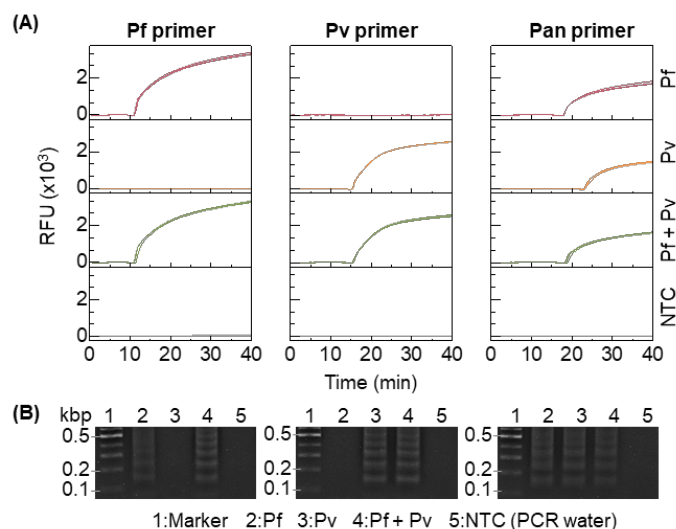 (A)
Pf primer Pv primer Pan primer
2
0
Pf
2
0
Pv
2
0
Pf + Pv
2
0
NTC
RFU (x10³)
0 10 20 30 40 0 10 20 30 40 0 10 20 30 40
Time (min)
(B)
kbp 1 2 3 4 5 1 2 3 4 5 1 2 3 4 5
0.5 0.5 0.5
0.2 0.2 0.2
0.1 0.1 0.1
1:Marker 2:Pf 3:Pv 4:Pf + Pv 5:NTC (PCR water)